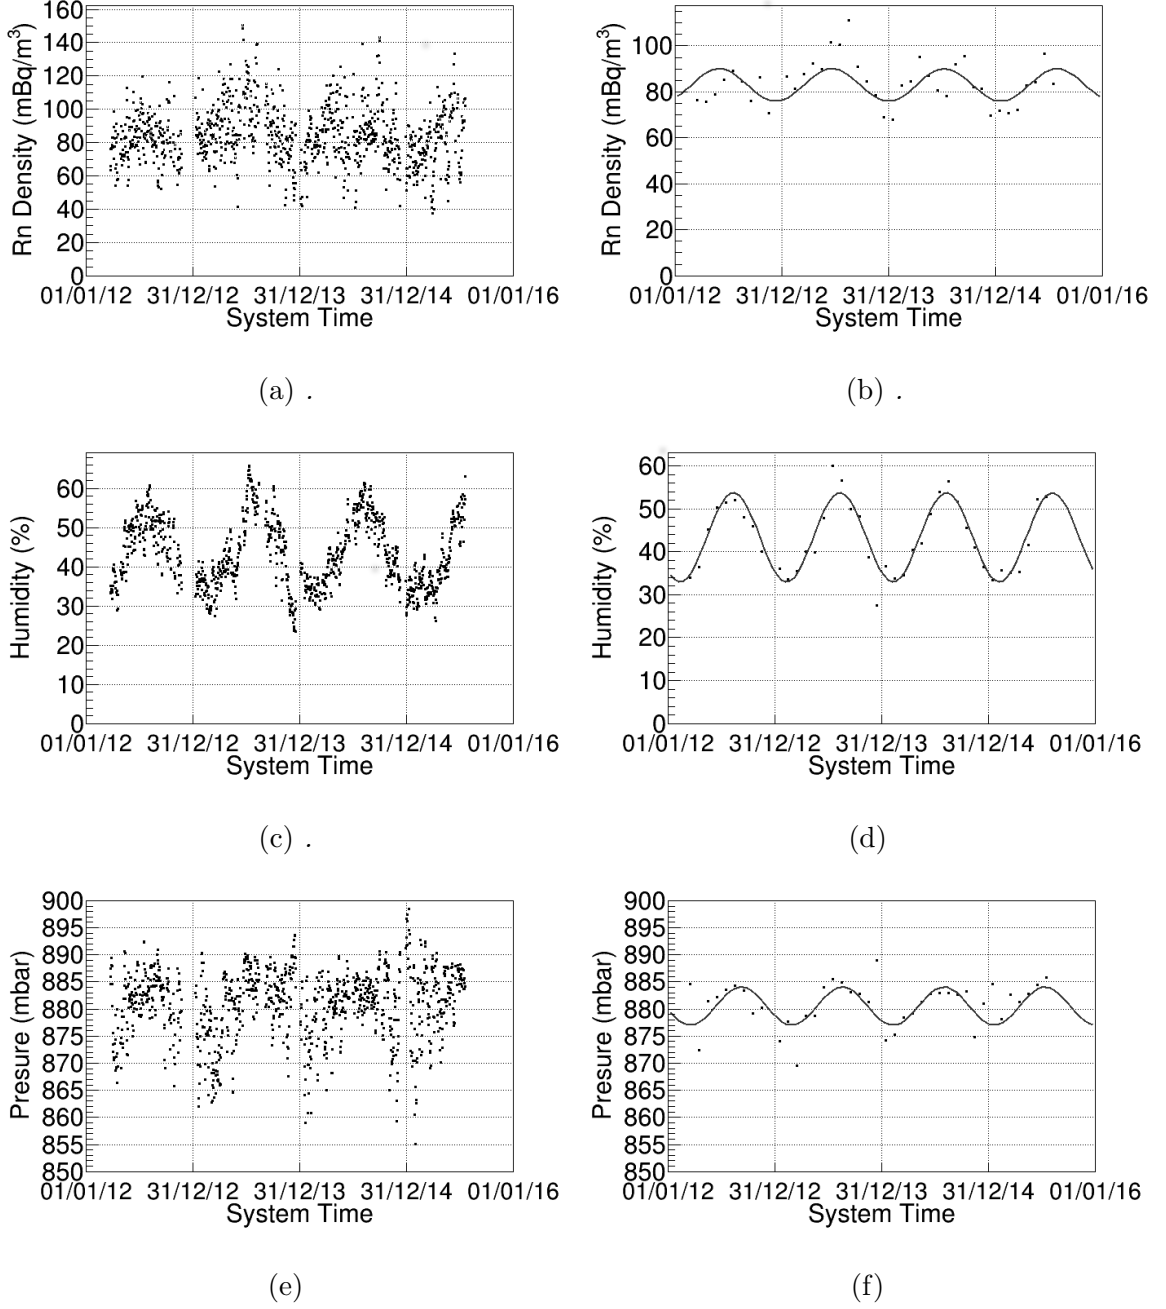 160
140
120
100
80
60
40
20
0
Rn Density (mBq/m³)
01/01/12 31/12/12 31/12/13 31/12/14 01/01/16
System Time
(a) .
100
80
60
40
20
0
Rn Density (mBq/m³)
01/01/12 31/12/12 31/12/13 31/12/14 01/01/16
System Time
(b) .
60
50
40
30
20
10
0
Humidity (%)
01/01/12 31/12/12 31/12/13 31/12/14 01/01/16
System Time
(c) .
60
50
40
30
20
10
0
Humidity (%)
01/01/12 31/12/12 31/12/13 31/12/14 01/01/16
System Time
(d)
900
895
890
885
880
875
870
865
860
855
850
Presure (mbar)
01/01/12 31/12/12 31/12/13 31/12/14 01/01/16
System Time
(e)
900
895
890
885
880
875
870
865
860
855
850
Presure (mbar)
01/01/12 31/12/12 31/12/13 31/12/14 01/01/16
System Time
(f)